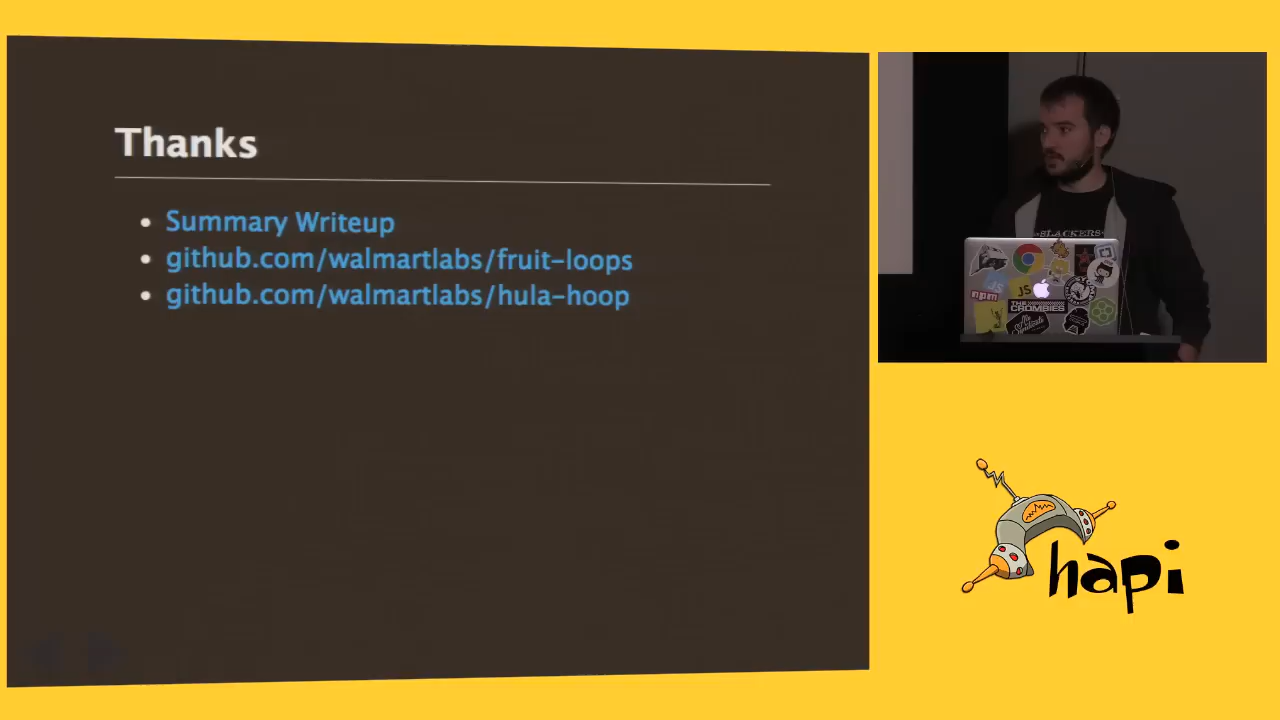 Thanks
Summary Writeup
github.com/walmartlabs/fruit-loops
github.com/walmartlabs/hula-hoop
SLACKERS
JS
JS
npm
THE
CROMBIES
hapi